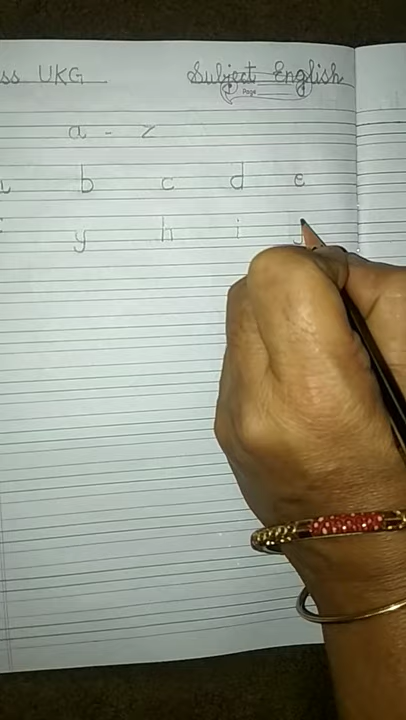 ss UKG Subject English
Page
a - z
a b c d e
f y h i j